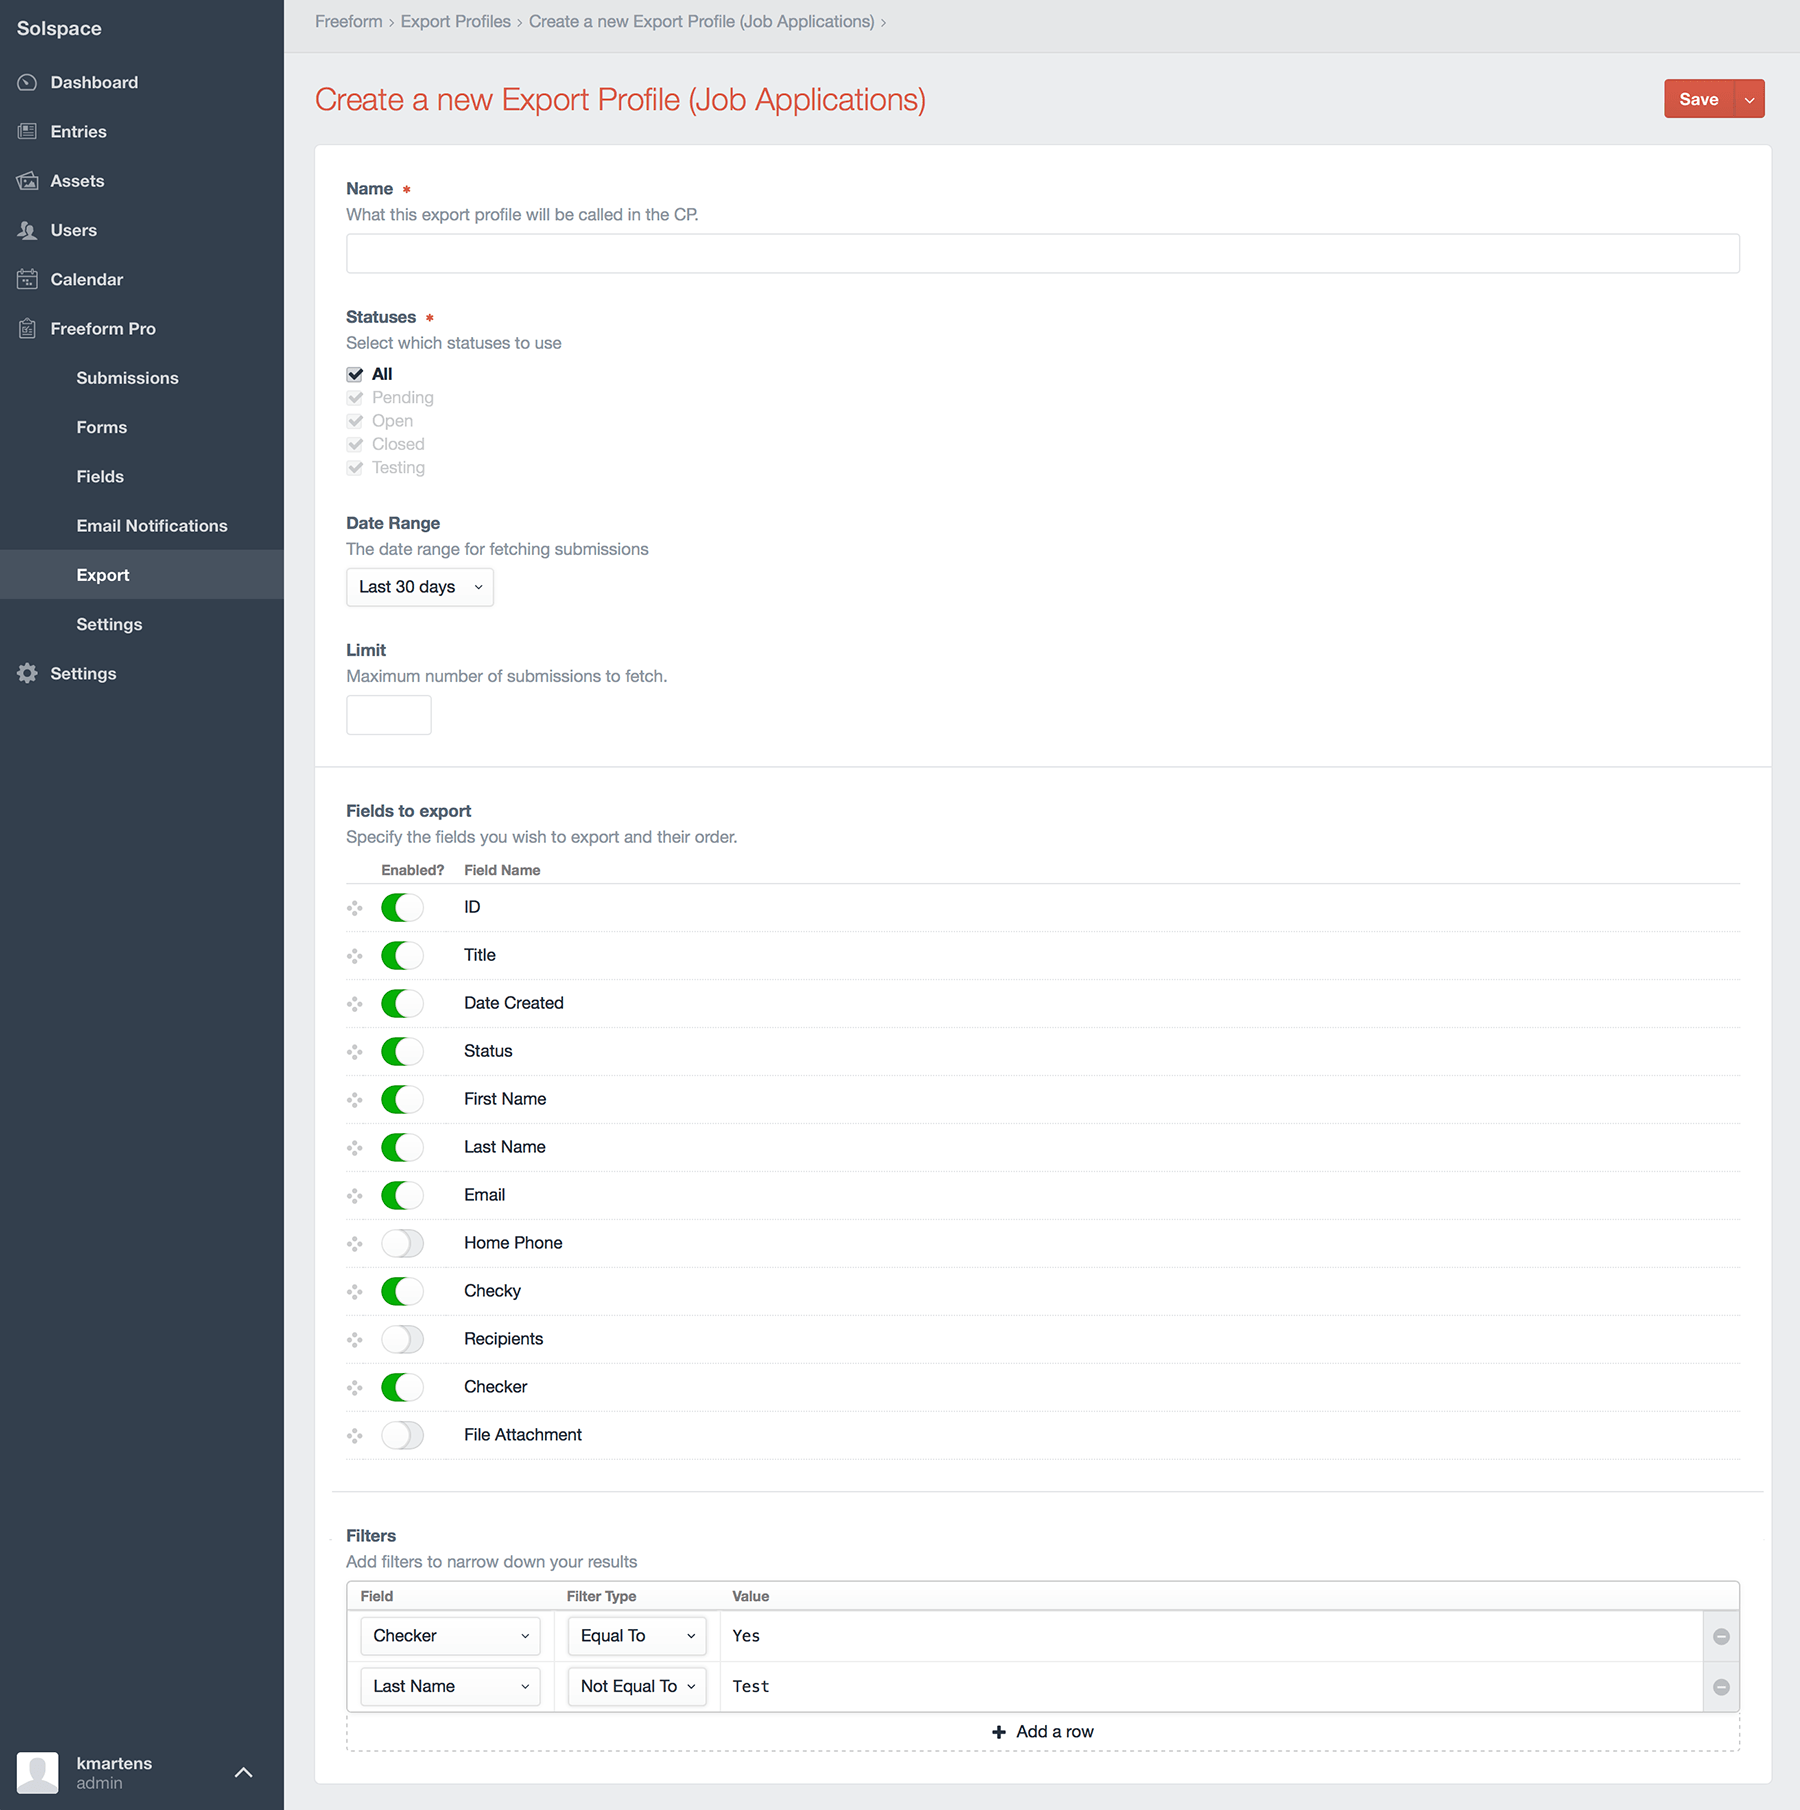 Solspace
Dashboard
Entries
Assets
Users
Calendar
Freeform Pro
Submissions
Forms
Fields
Email Notifications
Export
Settings
Settings
kmartens
admin
Freeform › Export Profiles › Create a new Export Profile (Job Applications) ›
Create a new Export Profile (Job Applications)
Save
Name *
What this export profile will be called in the CP.
Statuses *
Select which statuses to use
All
Pending
Open
Closed
Testing
Date Range
The date range for fetching submissions
Last 30 days
Limit
Maximum number of submissions to fetch.
Fields to export
Specify the fields you wish to export and their order.
Enabled? Field Name
ID
Title
Date Created
Status
First Name
Last Name
Email
Home Phone
Checky
Recipients
Checker
File Attachment
Filters
Add filters to narrow down your results
Field Filter Type Value
Checker Equal To Yes
Last Name Not Equal To Test
+ Add a row